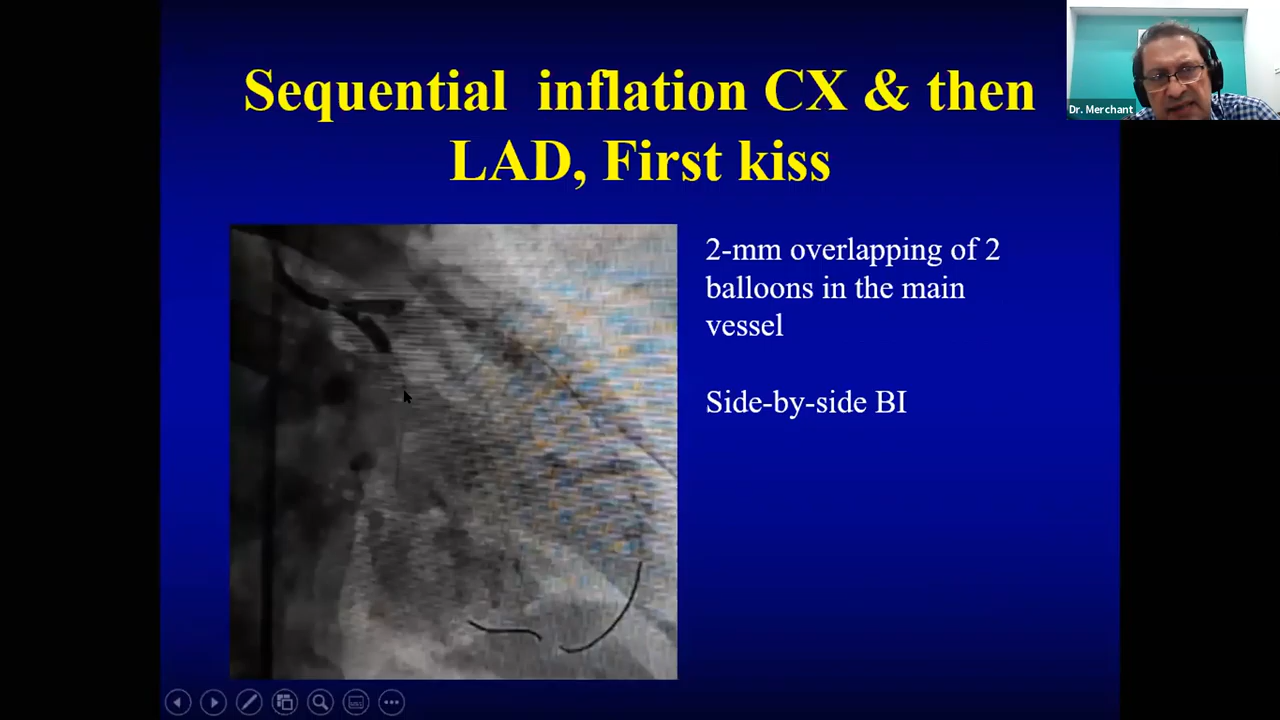 Sequential inflation CX & then
LAD, First kiss
Dr. Merchant
2-mm overlapping of 2
balloons in the main
vessel
Side-by-side BI